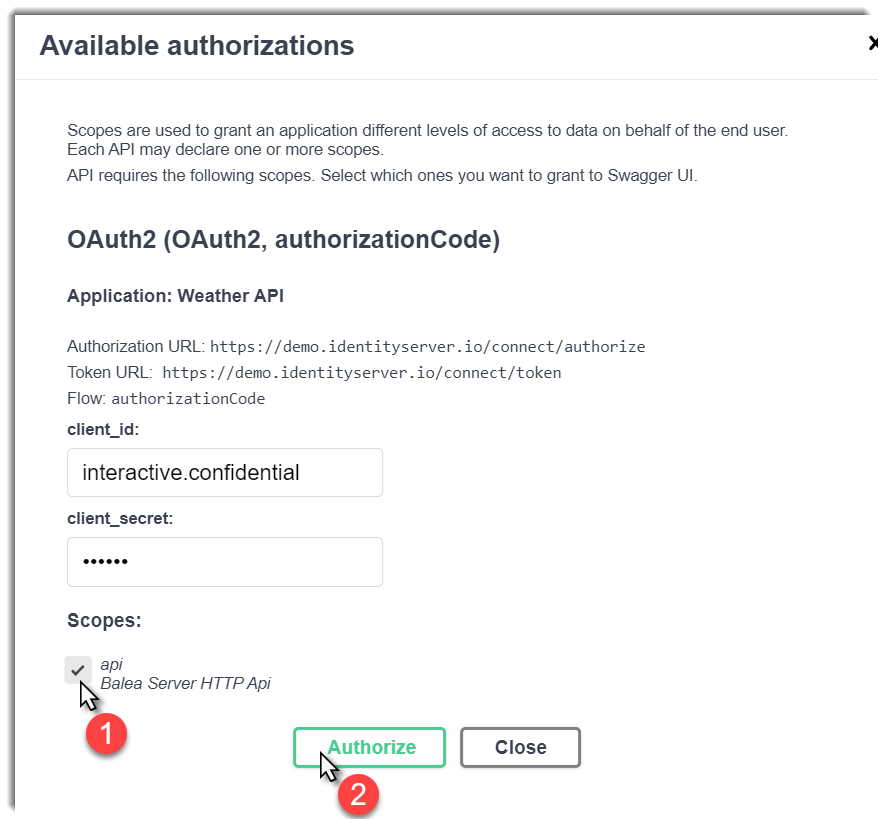 Available authorizations
Scopes are used to grant an application different levels of access to data on behalf of the end user.
Each API may declare one or more scopes.
API requires the following scopes. Select which ones you want to grant to Swagger UI.
OAuth2 (OAuth2, authorizationCode)
Application: Weather API
Authorization URL: https://demo.identityserver.io/connect/authorize
Token URL: https://demo.identityserver.io/connect/token
Flow: authorizationCode
client_id:
interactive.confidential
client_secret:
••••••
Scopes:
api
Balea Server HTTP Api
1
Authorize Close
2